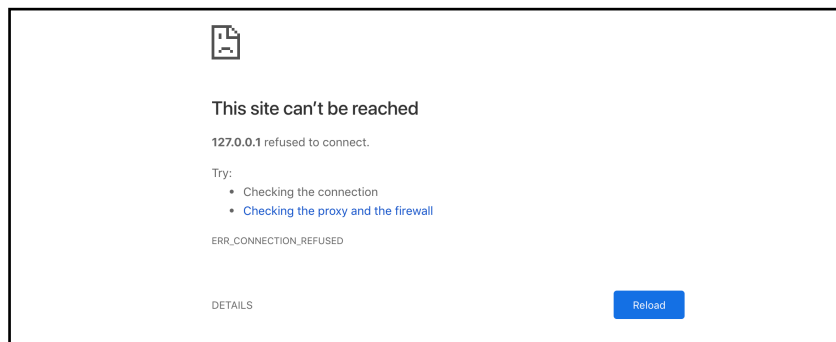 This site can’t be reached
127.0.0.1 refused to connect.
Try:
• Checking the connection
• Checking the proxy and the firewall
ERR_CONNECTION_REFUSED
DETAILS
Reload